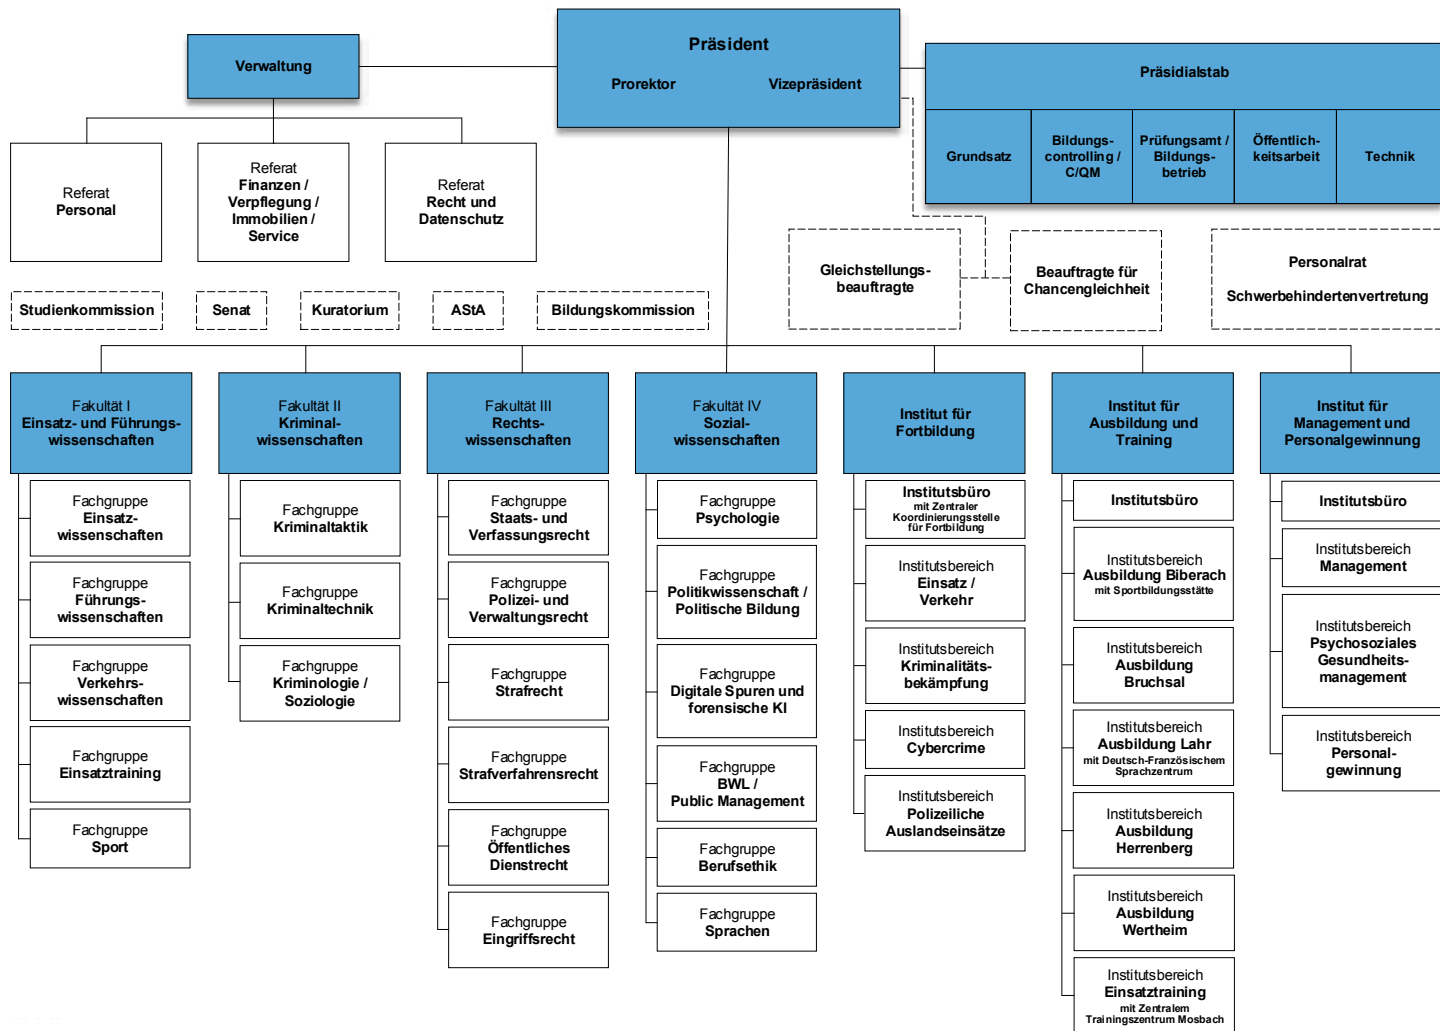 Präsident
Prorektor
Vizepräsident
Verwaltung
Präsidialstab
Grundsatz
Bildungs-
controlling /
C/QM
Prüfungsamt /
Bildungs-
betrieb
Öffentlich-
keitsarbeit
Technik
Referat
Personal
Referat
Finanzen /
Verpflegung /
Immobilien /
Service
Referat
Recht und
Datenschutz
Gleichstellungs-
beauftragte
Beauftragte für
Chancengleichheit
Personalrat
Schwerbehindertenvertretung
Studienkommission
Senat
Kuratorium
AStA
Bildungskommission
Fakultät I
Einsatz- und Führungs-
wissenschaften
Fachgruppe
Einsatz-
wissenschaften
Fachgruppe
Führungs-
wissenschaften
Fachgruppe
Verkehrs-
wissenschaften
Fachgruppe
Einsatztraining
Fachgruppe
Sport
Fakultät II
Kriminal-
wissenschaften
Fachgruppe
Kriminaltaktik
Fachgruppe
Kriminaltechnik
Fachgruppe
Kriminologie /
Soziologie
Fakultät III
Rechts-
wissenschaften
Fachgruppe
Staats- und
Verfassungsrecht
Fachgruppe
Polizei- und
Verwaltungsrecht
Fachgruppe
Strafrecht
Fachgruppe
Strafverfahrensrecht
Fachgruppe
Öffentliches
Dienstrecht
Fachgruppe
Eingriffsrecht
Fakultät IV
Sozial-
wissenschaften
Fachgruppe
Psychologie
Fachgruppe
Politikwissenschaft /
Politische Bildung
Fachgruppe
Digitale Spuren und
forensische KI
Fachgruppe
BWL /
Public Management
Fachgruppe
Berufsethik
Fachgruppe
Sprachen
Institut für
Fortbildung
Institutsbüro
mit Zentraler
Koordinierungsstelle
für Fortbildung
Institutsbereich
Einsatz /
Verkehr
Institutsbereich
Kriminalitäts-
bekämpfung
Institutsbereich
Cybercrime
Institutsbereich
Polizeiliche
Auslandseinsätze
Institut für
Ausbildung und
Training
Institutsbüro
Institutsbereich
Ausbildung Biberach
mit Sportbildungsstätte
Institutsbereich
Ausbildung
Bruchsal
Institutsbereich
Ausbildung Lahr
mit Deutsch-Französischem
Sprachzentrum
Institutsbereich
Ausbildung
Herrenberg
Institutsbereich
Ausbildung
Wertheim
Institutsbereich
Einsatztraining
mit Zentralem
Trainingszentrum Mosbach
Institut für
Management und
Personalgewinnung
Institutsbüro
Institutsbereich
Management
Institutsbereich
Psychosoziales
Gesundheits-
management
Institutsbereich
Personal-
gewinnung